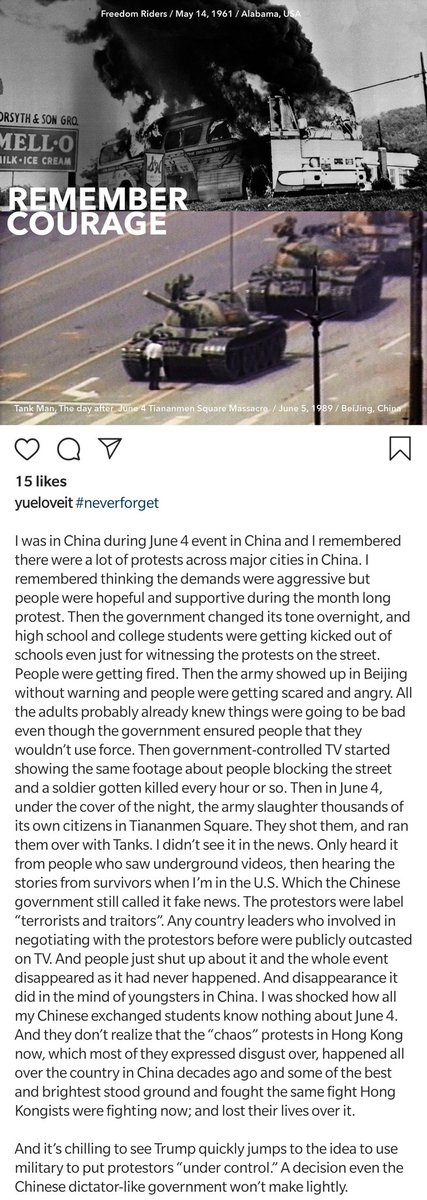 Freedom Riders / May 14, 1961 / Alabama, USA
ORSYTH & SON GRO.
MELL-O
ILK • ICE CREAM
REMEMBER
COURAGE
Tank Man, The day after June 4 Tiananmen Square Massacre / June 5, 1989 / BeiJing, China
15 likes
yueloveit #neverforget
I was in China during June 4 event in China and I remembered
there were a lot of protests across major cities in China. I
remembered thinking the demands were aggressive but
people were hopeful and supportive during the month long
protest. Then the government changed its tone overnight, and
high school and college students were getting kicked out of
schools even just for witnessing the protests on the street.
People were getting fired. Then the army showed up in Beijing
without warning and people were getting scared and angry. All
the adults probably already knew things were going to be bad
even though the government ensured people that they
wouldn't use force. Then government-controlled TV started
showing the same footage about people blocking the street
and a soldier gotten killed every hour or so. Then in June 4,
under the cover of the night, the army slaughter thousands of
its own citizens in Tiananmen Square. They shot them, and ran
them over with Tanks. I didn't see it in the news. Only heard it
from people who saw underground videos, then hearing the
stories from survivors when I'm in the U.S. Which the Chinese
government still called it fake news. The protestors were label
"terrorists and traitors". Any country leaders who involved in
negotiating with the protestors before were publicly outcasted
on TV. And people just shut up about it and the whole event
disappeared as it had never happened. And disappearance it
did in the mind of youngsters in China. I was shocked how all
my Chinese exchanged students know nothing about June 4.
And they don't realize that the "chaos" protests in Hong Kong
now, which most of they expressed disgust over, happened all
over the country in China decades ago and some of the best
and brightest stood ground and fought the same fight Hong
Kongists were fighting now; and lost their lives over it.
And it's chilling to see Trump quickly jumps to the idea to use
military to put protestors "under control." A decision even the
Chinese dictator-like government won't make lightly.